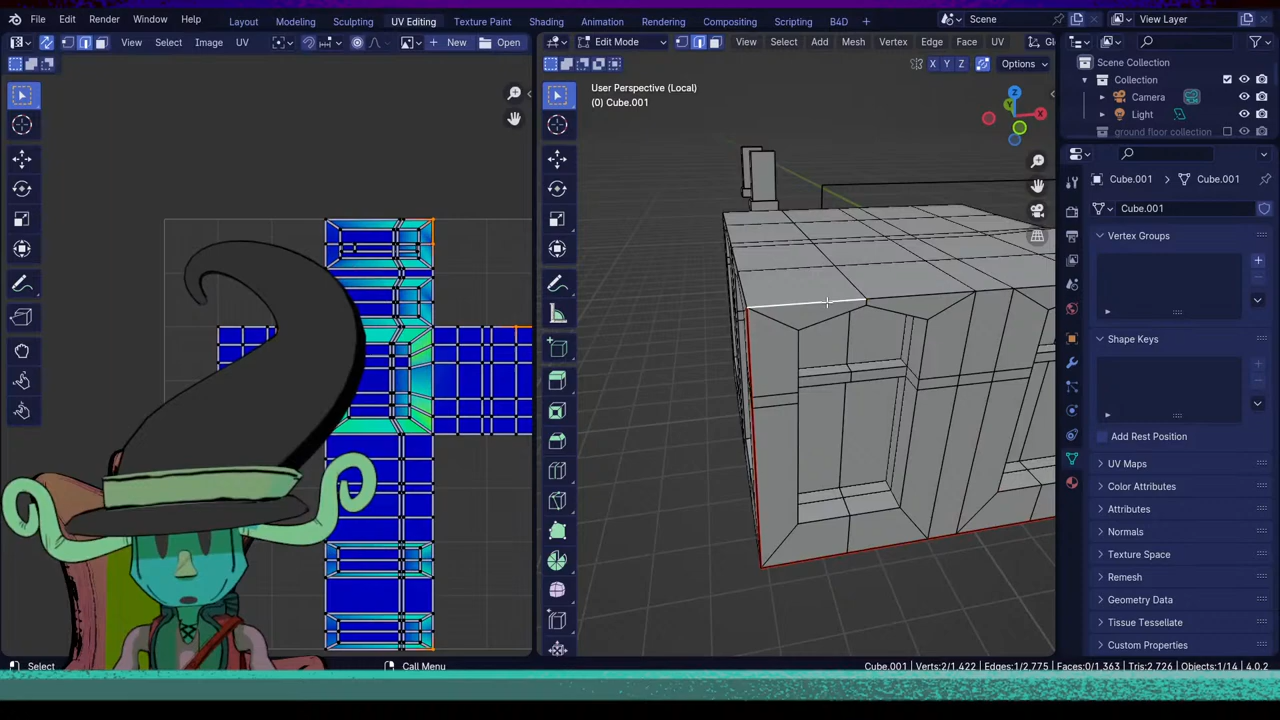 File Edit Render Window Help Layout Modeling Sculpting UV Editing Texture Paint Shading Animation Rendering Compositing Scripting B4D + Scene View Layer
View Select Image UV New Open Edit Mode View Select Add Mesh Vertex Edge Face UV
X Y Z Options
User Perspective (Local)
(0) Cube.001
Z
Y
X
Scene Collection
Collection
Camera
Light
ground floor collection
Cube.001 > Cube.001
Cube.001
Vertex Groups
Shape Keys
Add Rest Position
UV Maps
Color Attributes
Attributes
Normals
Texture Space
Remesh
Geometry Data
Texture Tessellate
Custom Properties
Select Call Menu Cube.001 | Verts:2/1,422 | Edges:1/2,775 | Faces:0/1,363 | Tris:2,726 | Objects:1/14 | 4.0.2